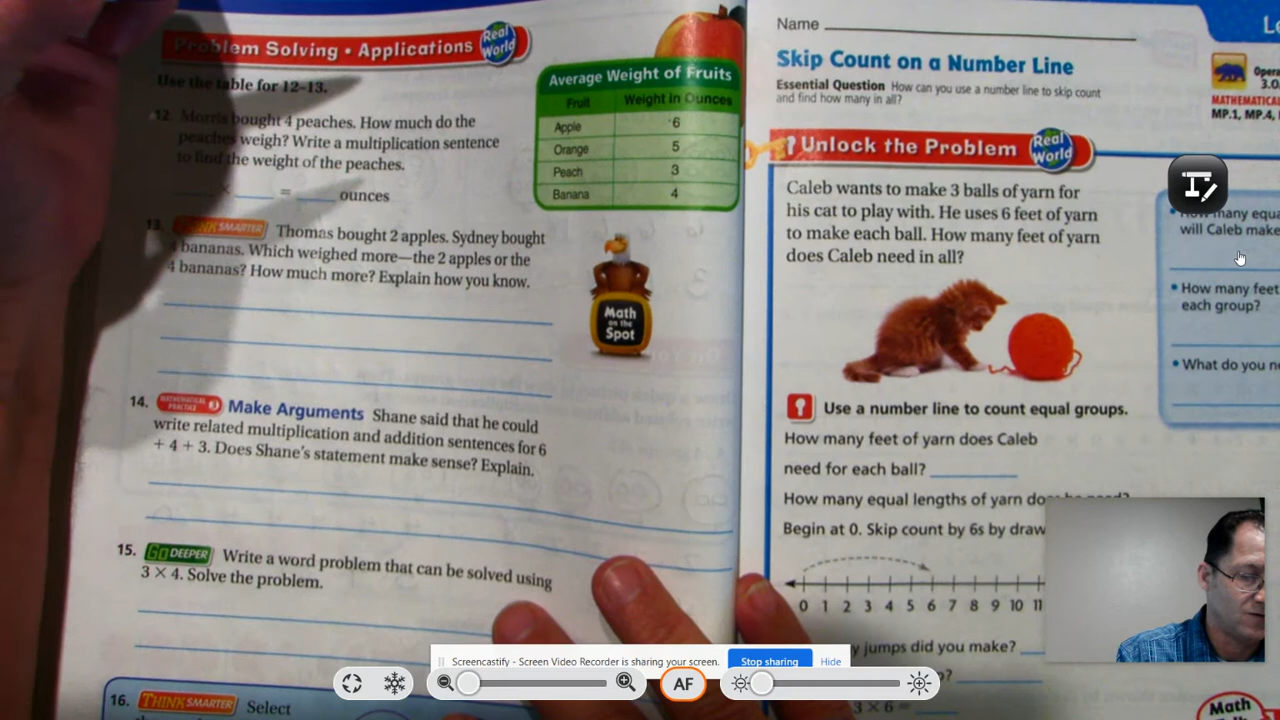 Problem Solving • Applications
Real World
Use the table for 12–13.
12. Morris bought 4 peaches. How much do the
peaches weigh? Write a multiplication sentence
to find the weight of the peaches.
× = ounces
Average Weight of Fruits
Fruit Weight in Ounces
Apple 6
Orange 5
Peach 3
Banana 4
13. THINK SMARTER Thomas bought 2 apples. Sydney bought
4 bananas. Which weighed more—the 2 apples or the
4 bananas? How much more? Explain how you know.
Math on the Spot
14. MATHEMATICAL PRACTICE 3 Make Arguments Shane said that he could
write related multiplication and addition sentences for 6
+ 4 + 3. Does Shane's statement make sense? Explain.
15. GO DEEPER Write a word problem that can be solved using
3 × 4. Solve the problem.
16. THINK SMARTER Select
Name
Skip Count on a Number Line
Essential Question How can you use a number line to skip count
and find how many in all?
3.O
MP.1, MP.4,
Unlock the Problem
Real World
Caleb wants to make 3 balls of yarn for
his cat to play with. He uses 6 feet of yarn
to make each ball. How many feet of yarn
does Caleb need in all?
• How many equa
will Caleb make
• How many feet
each group?
• What do you ne
Use a number line to count equal groups.
How many feet of yarn does Caleb
need for each ball?
How many equal lengths of yarn does he need?
Begin at 0. Skip count by 6s by draw
0 1 2 3 4 5 6 7 8 9 10 11
y jumps did you make?
3 × 6 =
Math
Screencastify - Screen Video Recorder is sharing your screen. Stop sharing Hide
AF